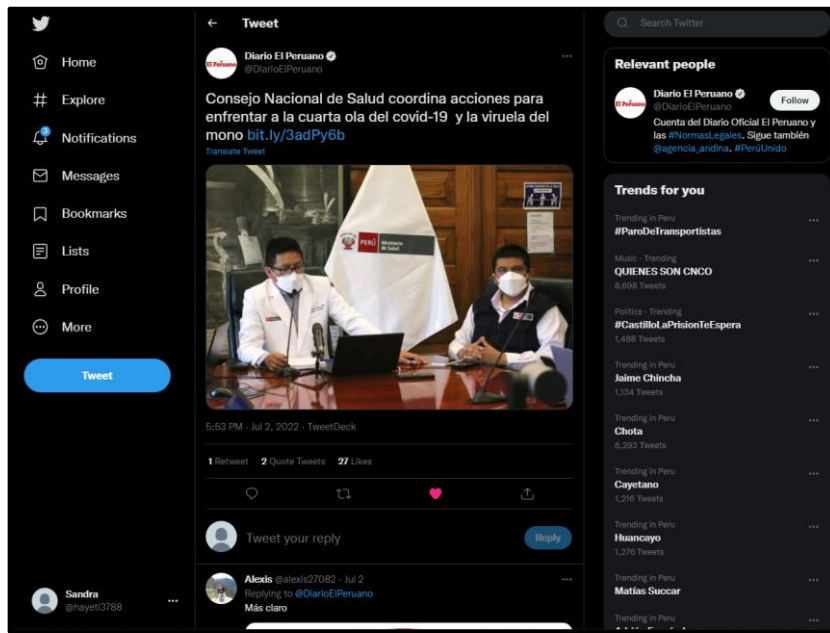 Home
Explore
3
Notifications
Messages
Bookmarks
Lists
Profile
More
Tweet
Sandra
@hayeti3788
Tweet
El Peruano
Diario El Peruano
@DiarioElPeruano
Consejo Nacional de Salud coordina acciones para
enfrentar a la cuarta ola del covid-19 y la viruela del
mono bit.ly/3adPy6b
Translate Tweet
PERÚ
Ministerio
de Salud
5:53 PM · Jul 2, 2022 · TweetDeck
1 Retweet 2 Quote Tweets 27 Likes
Tweet your reply
Reply
Alexis @alexis27082 · Jul 2
Replying to @DiarioElPeruano
Más claro
Search Twitter
Relevant people
El Peruano
Diario El Peruano
@DiarioElPeruano
Follow
Cuenta del Diario Oficial El Peruano y
las #NormasLegales. Sigue también
@agencia_andina. #PerúUnido
Trends for you
Trending in Peru
#ParoDeTransportistas
Music · Trending
QUIENES SON CNCO
8,698 Tweets
Politics · Trending
#CastilloLaPrisionTeEspera
1,488 Tweets
Trending in Peru
Jaime Chincha
1,134 Tweets
Trending in Peru
Chota
6,293 Tweets
Trending in Peru
Cayetano
1,216 Tweets
Trending in Peru
Huancayo
1,276 Tweets
Trending in Peru
Matías Succar
Trending in Peru